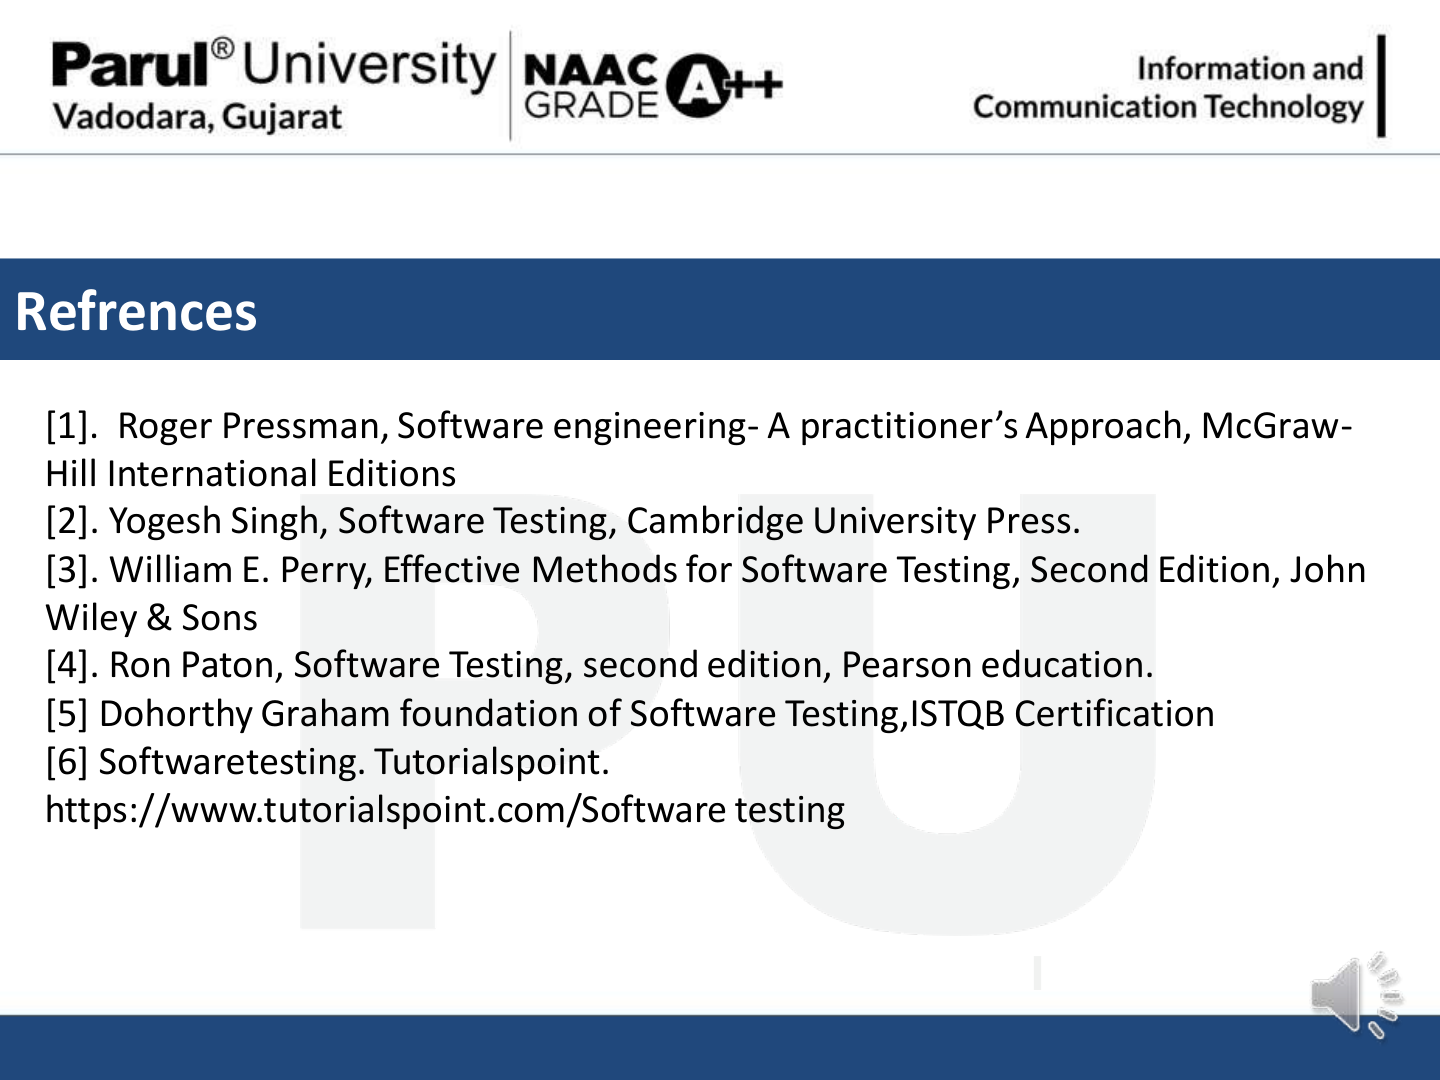 Parul® University
Vadodara, Gujarat
NAAC
GRADE A++
Information and
Communication Technology
Refrences
[1].  Roger Pressman, Software engineering- A practitioner’s Approach, McGraw-
Hill International Editions
[2]. Yogesh Singh, Software Testing, Cambridge University Press.
[3]. William E. Perry, Effective Methods for Software Testing, Second Edition, John
Wiley & Sons
[4]. Ron Paton, Software Testing, second edition, Pearson education.
[5] Dohorthy Graham foundation of Software Testing,ISTQB Certification
[6] Softwaretesting. Tutorialspoint.
https://www.tutorialspoint.com/Software testing
PU